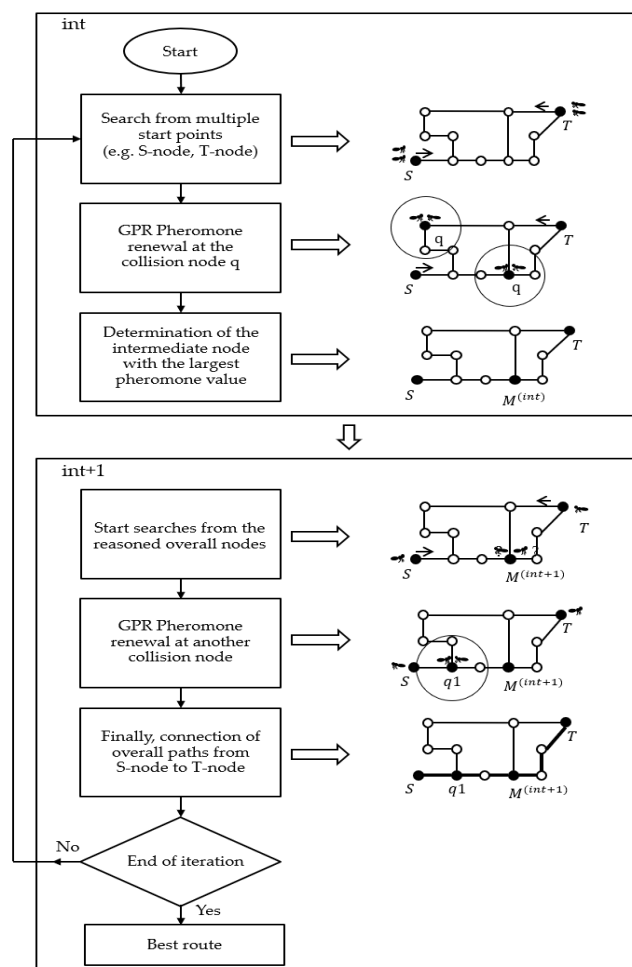 int
Start
Search from multiple
start points
(e.g. S-node, T-node)
T
S
GPR Pheromone
renewal at the
collision node q
q
T
S
q
Determination of the
intermediate node
with the largest
pheromone value
T
S
M^(int)
int+1
Start searches from the
reasoned overall nodes
T
? ?
S
M^(int+1)
GPR Pheromone
renewal at another
collision node
T
S
q1
M^(int+1)
Finally, connection of
overall paths from
S-node to T-node
T
S
q1
M^(int+1)
No
End of iteration
Yes
Best route